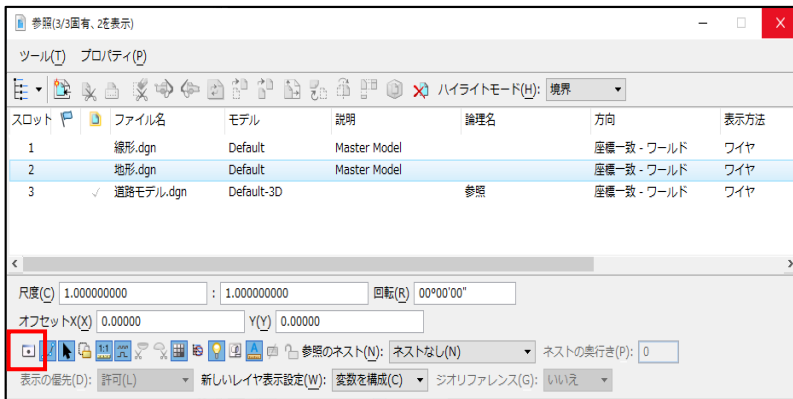 参照(3/3固有、2を表示)
ツール(T) プロパティ(P)
ハイライトモード(H): 境界
スロット ファイル名 モデル 説明 論理名 方向 表示方法
1 線形.dgn Default Master Model 座標一致 - ワールド ワイヤ
2 地形.dgn Default Master Model 座標一致 - ワールド ワイヤ
3 ✓ 道路モデル.dgn Default-3D 参照 座標一致 - ワールド ワイヤ
尺度(C) 1.000000000 : 1.000000000 回転(R) 00°00'00"
オフセットX(X) 0.00000 Y(Y) 0.00000
1:1 A 参照のネスト(N): ネストなし(N) ネストの奥行き(P): 0
表示の優先(D): 許可(L) 新しいレイヤ表示設定(W): 変数を構成(C) ジオリファレンス(G): いいえ